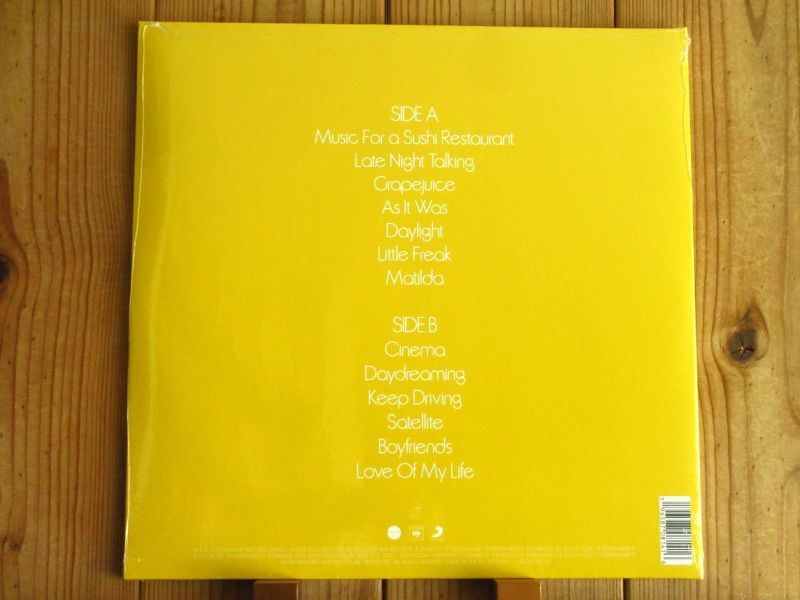 SIDE A
Music For a Sushi Restaurant
Late Night Talking
Grapejuice
As It Was
Daylight
Little Freak
Matilda
SIDE B
Cinema
Daydreaming
Keep Driving
Satellite
Boyfriends
Love Of My Life